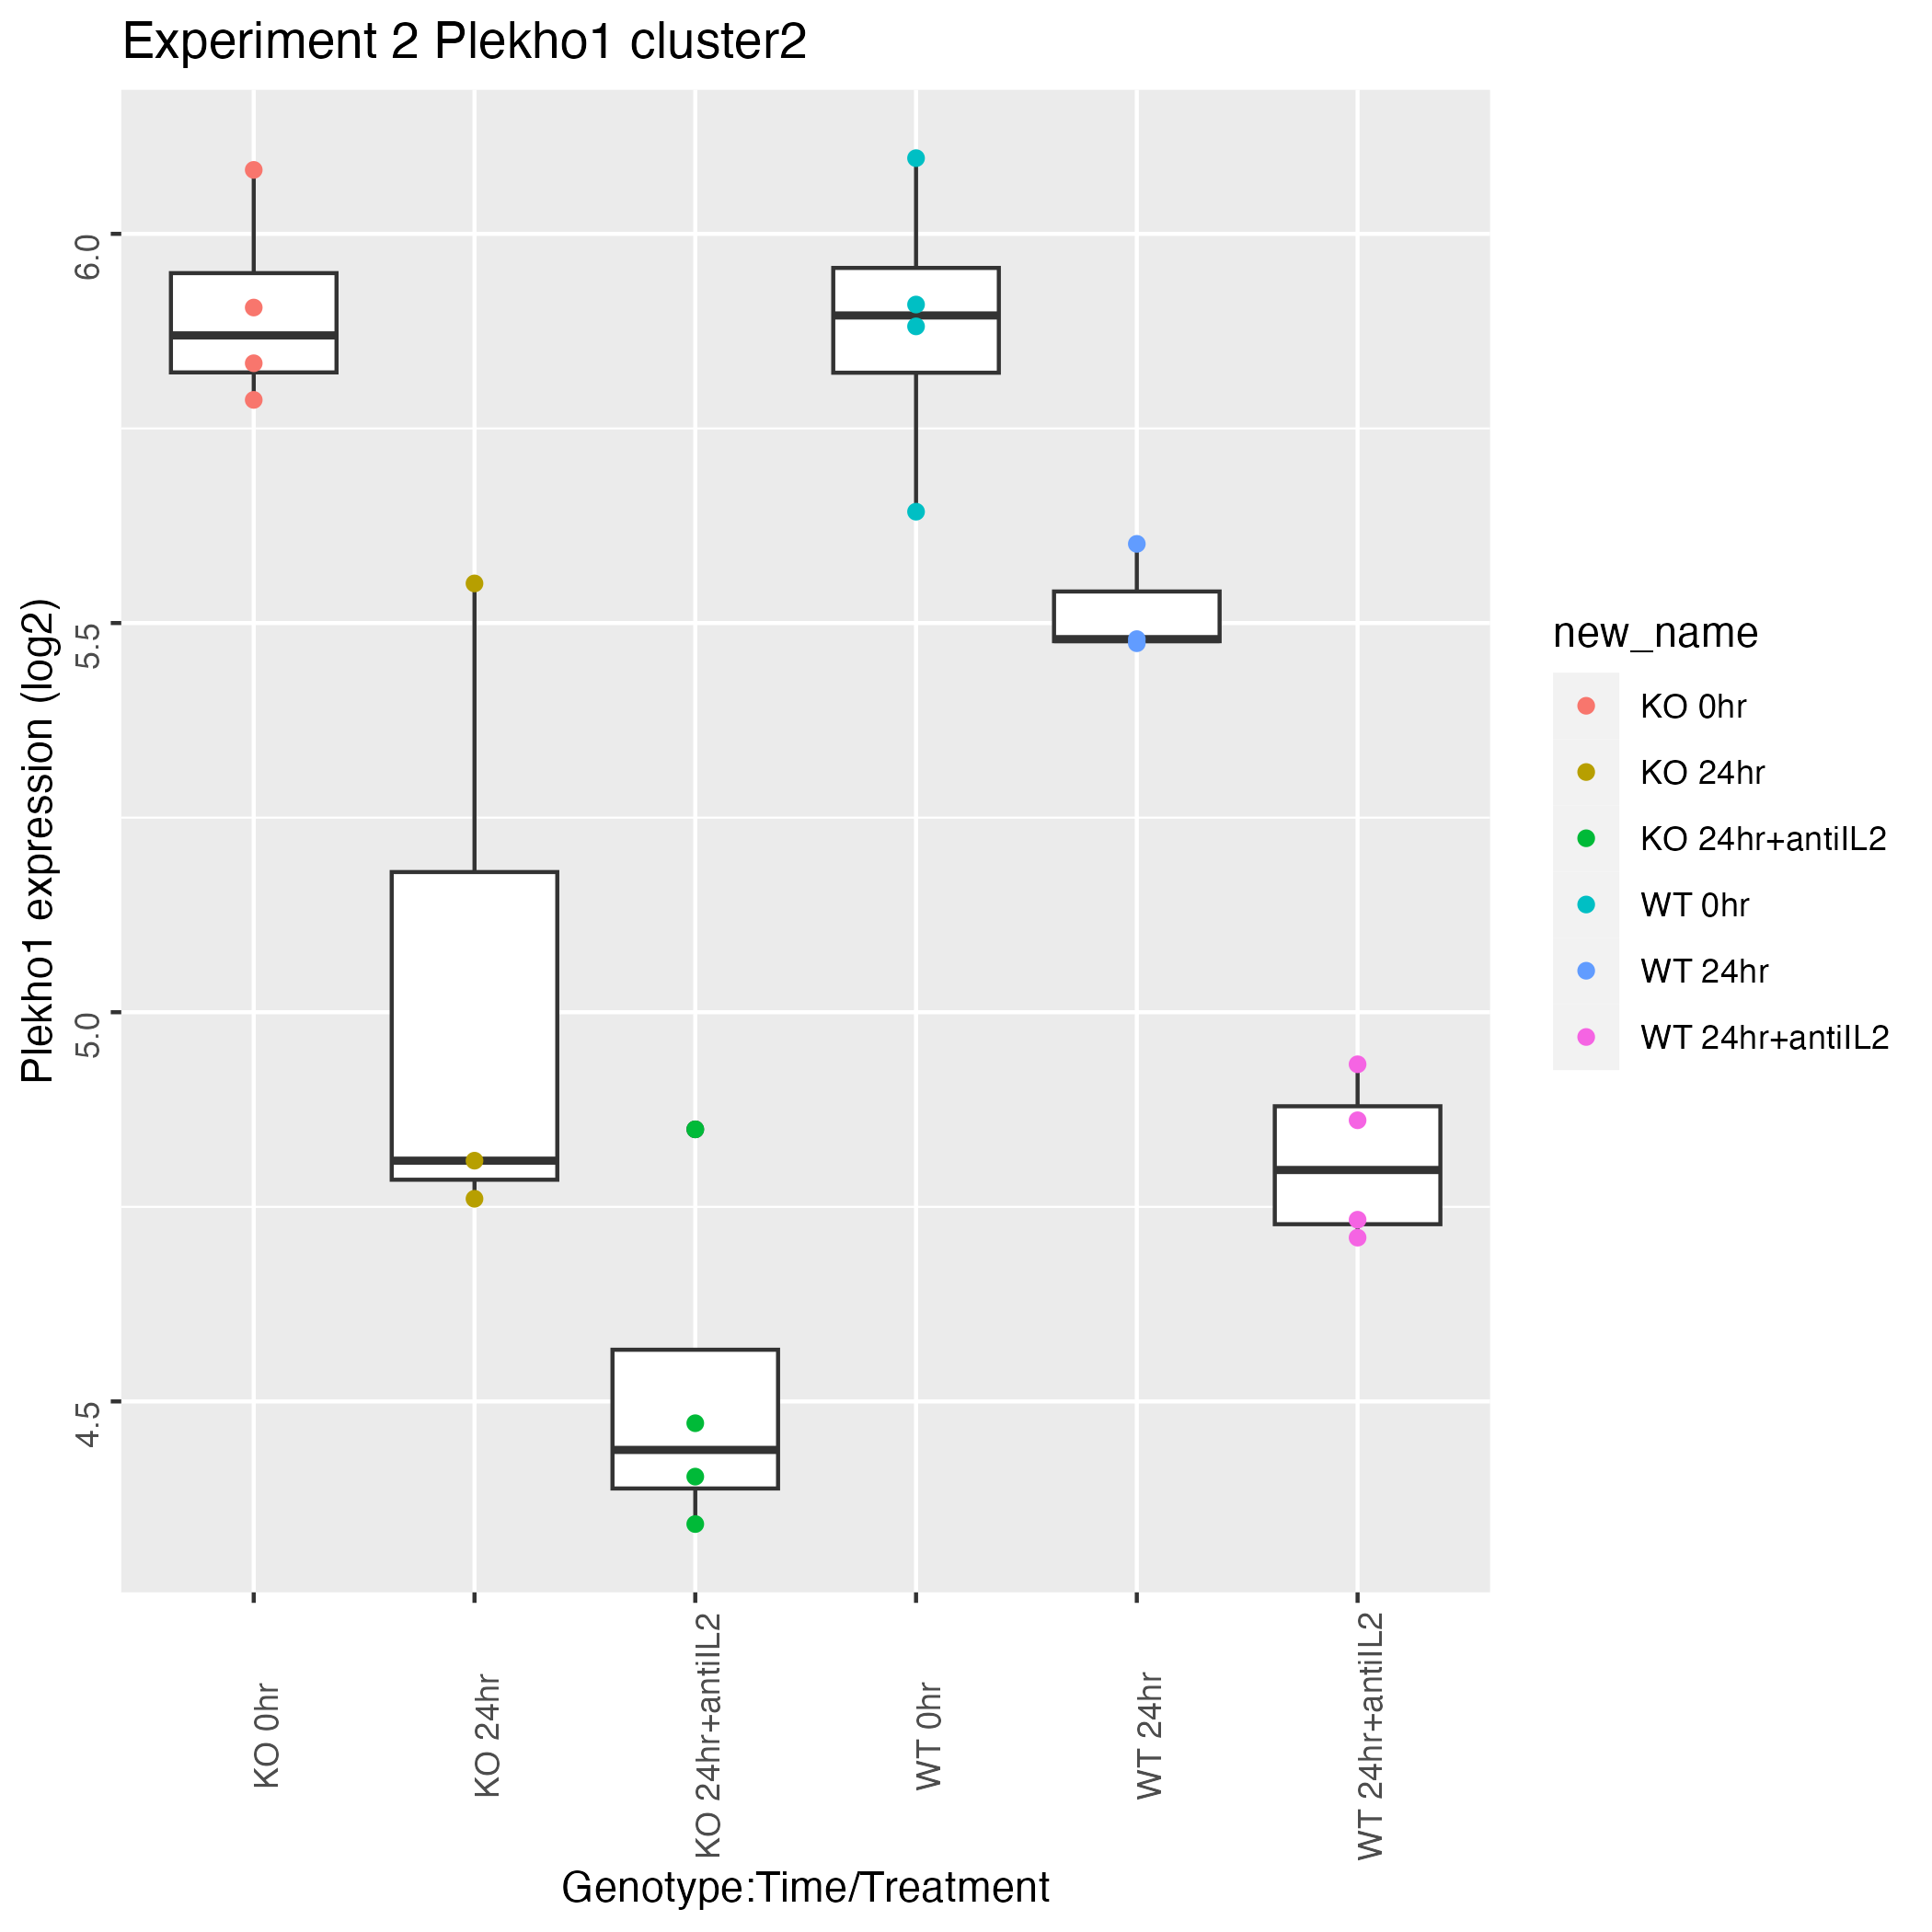 Experiment 2 Plekho1 cluster2
Plekho1 expression (log2)
6.0
5.5
5.0
4.5
KO 0hr
KO 24hr
KO 24hr+antiIL2
WT 0hr
WT 24hr
WT 24hr+antiIL2
Genotype:Time/Treatment
new_name
KO 0hr
KO 24hr
KO 24hr+antiIL2
WT 0hr
WT 24hr
WT 24hr+antiIL2